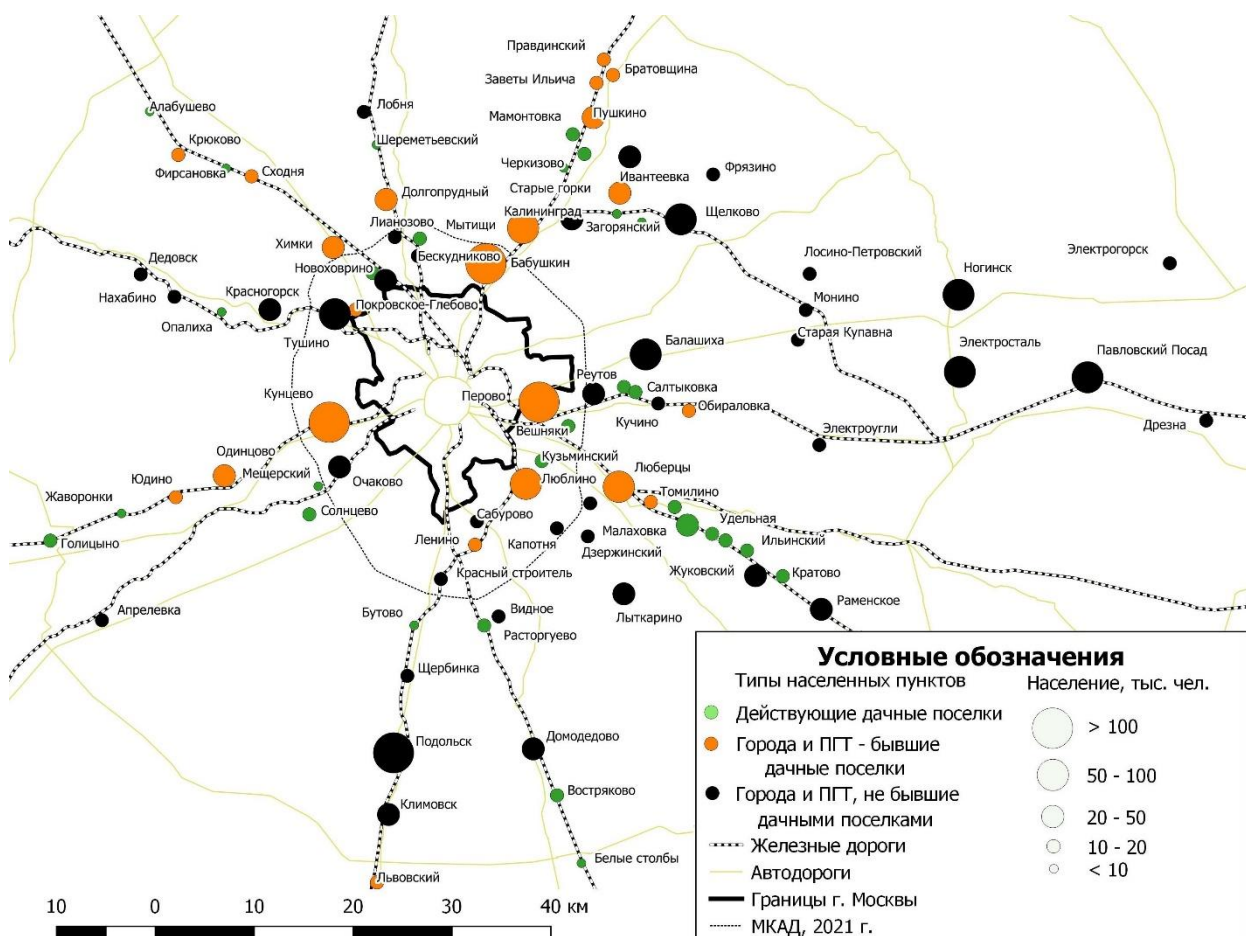 Правдинский
Заветы Ильича
Братовщина
Алабушево
Лобня
Мамонтовка
Пушкино
Крюково
Шереметьевский
Черкизово
Ивантеевка
Фрязино
Фирсановка
Сходня
Долгопрудный
Старые горки
Калининград
Щелково
Лианозово
Мытищи
Загорянский
Химки
Бескудниково
Бабушкин
Лосино-Петровский
Электрогорск
Дедовск
Новоховрино
Ногинск
Нахабино
Красногорск
Покровское-Глебово
Монино
Опалиха
Тушино
Балашиха
Старая Купавна
Электросталь
Павловский Посад
Реутов
Кунцево
Перово
Салтыковка
Обираловка
Вешняки
Кучино
Электроугли
Дрезна
Одинцово
Кузьминский
Мещерский
Очаково
Люблино
Люберцы
Юдино
Томилино
Жаворонки
Солнцево
Сабурово
Удельная
Голицыно
Ленино
Капотня
Малаховка
Дзержинский
Ильинский
Красный строитель
Жуковский
Кратово
Апрелевка
Бутово
Видное
Лыткарино
Раменское
Расторгуево
Щербинка
Подольск
Домодедово
Востряково
Климовск
Белые столбы
Львовский
10 0 10 20 30 40 км
Условные обозначения
Типы населенных пунктов
Действующие дачные поселки
Города и ПГТ - бывшие
дачные поселки
Города и ПГТ, не бывшие
дачными поселками
Железные дороги
Автодороги
Границы г. Москвы
МКАД, 2021 г.
Население, тыс. чел.
> 100
50 - 100
20 - 50
10 - 20
< 10